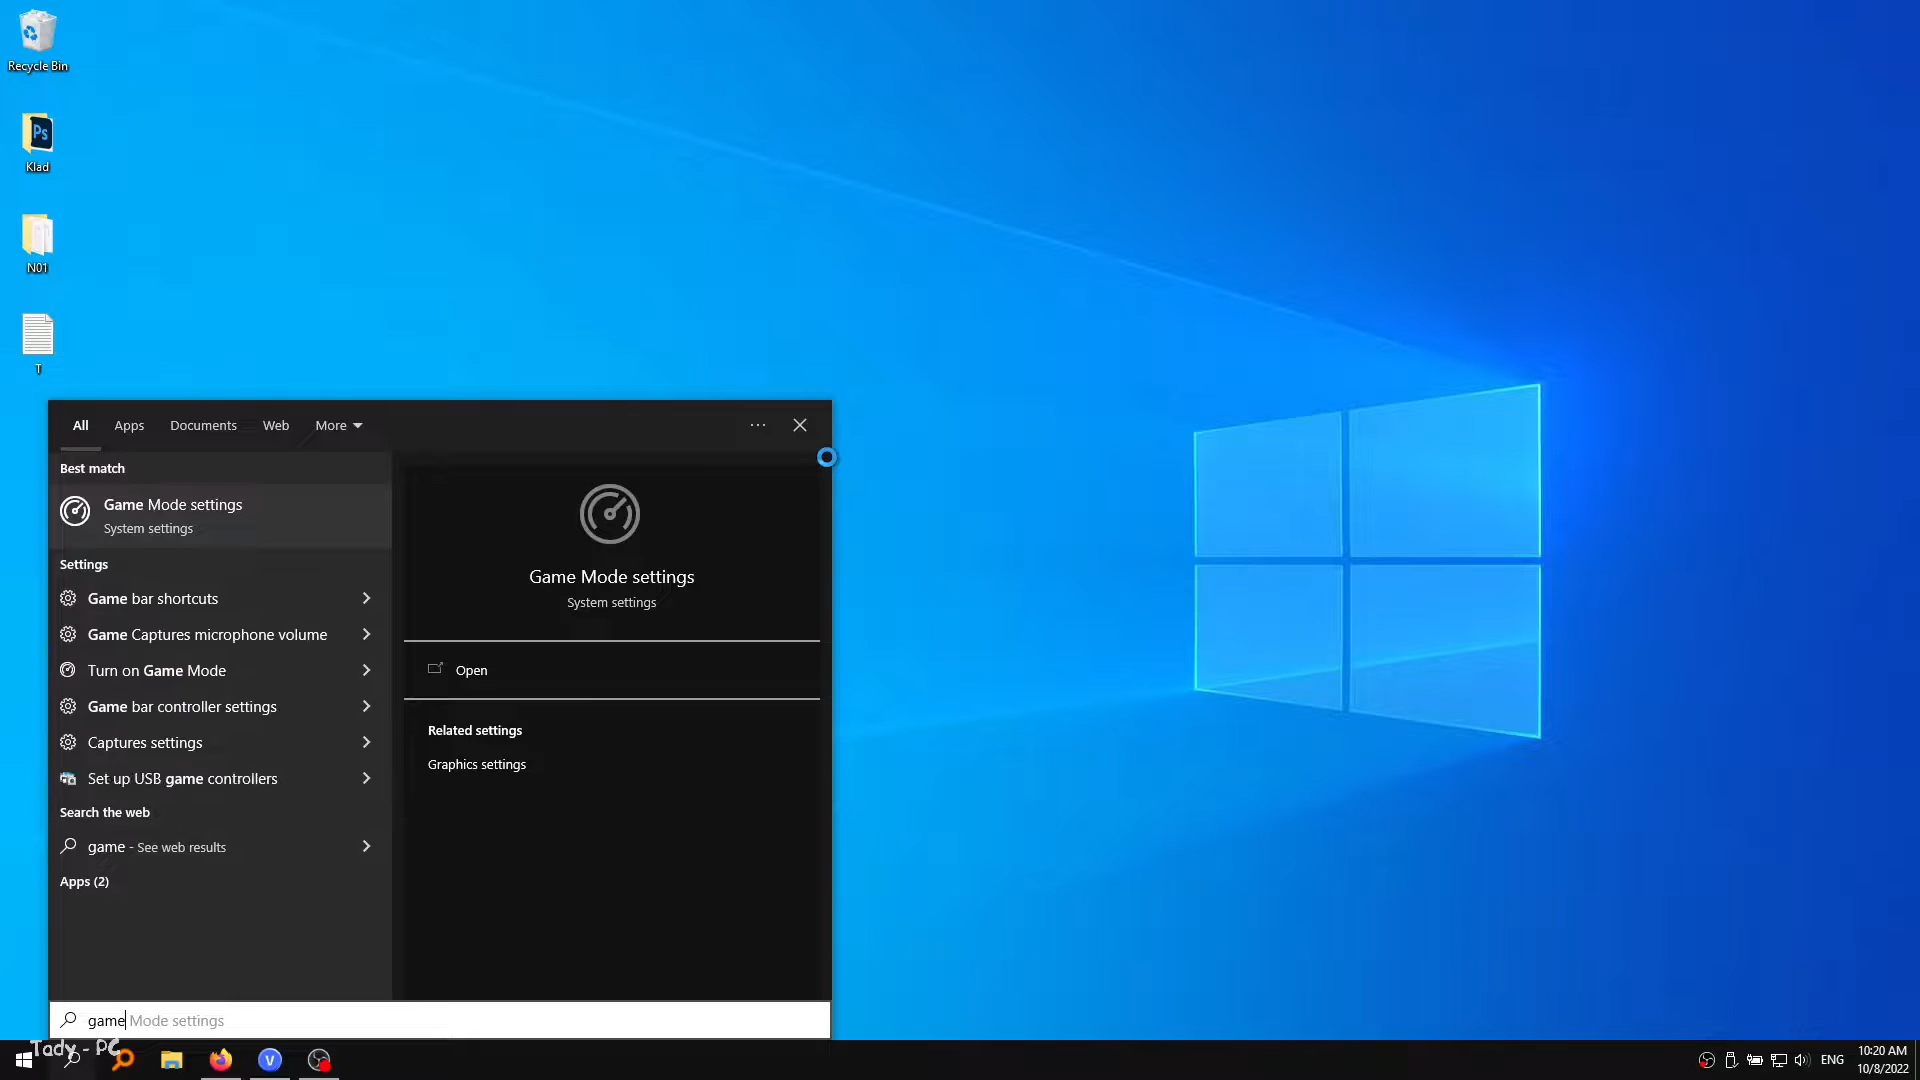 Recycle Bin
Ps
Klad
N01
T
All Apps Documents Web More
Best match
Game Mode settings
System settings
Settings
Game bar shortcuts
Game Captures microphone volume
Turn on Game Mode
Game bar controller settings
Captures settings
Set up USB game controllers
Search the web
game - See web results
Apps (2)
Game Mode settings
System settings
Open
Related settings
Graphics settings
game Mode settings
Tady - PC
V
ENG
10:20 AM
10/8/2022